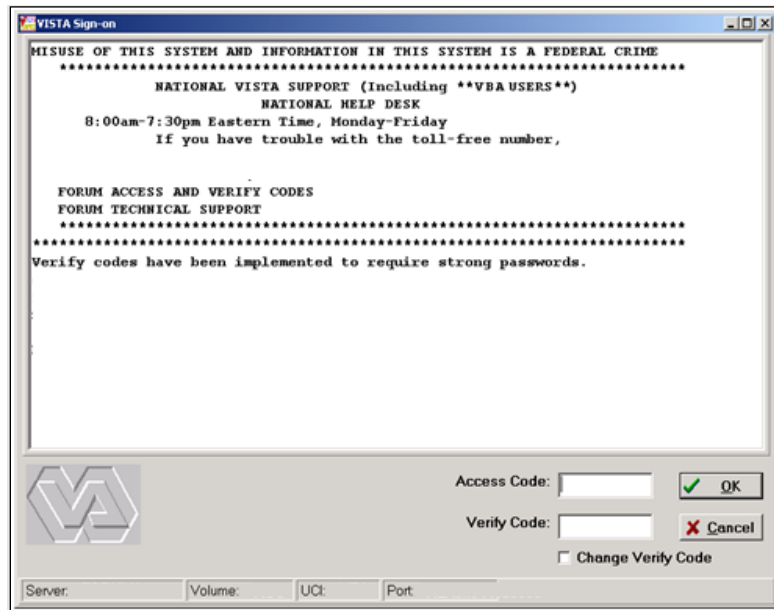 VISTA Sign-on
MISUSE OF THIS SYSTEM AND INFORMATION IN THIS SYSTEM IS A FEDERAL CRIME
***********************************************************************
NATIONAL VISTA SUPPORT (Including **VBA USERS**)
NATIONAL HELP DESK
8:00am-7:30pm Eastern Time, Monday-Friday
If you have trouble with the toll-free number,
FORUM ACCESS AND VERIFY CODES
FORUM TECHNICAL SUPPORT
***********************************************************************
**************************************************************************
Verify codes have been implemented to require strong passwords.
Access Code:
OK
Verify Code:
Cancel
Change Verify Code
Server: Volume: UCI: Port: